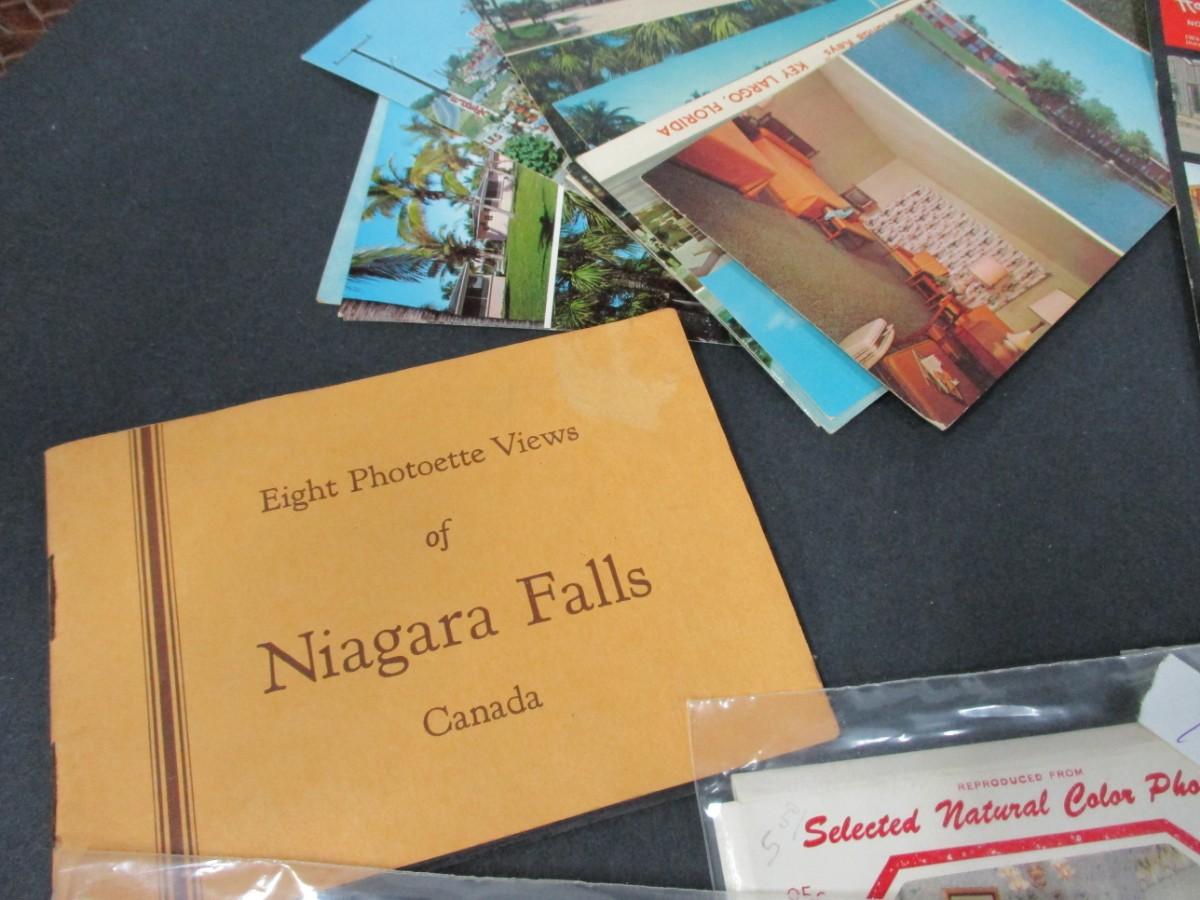 KEY LARGO, FLORIDA
Eight Photoette Views
of
Niagara Falls
Canada
REPRODUCED FROM
Selected Natural Color Pho